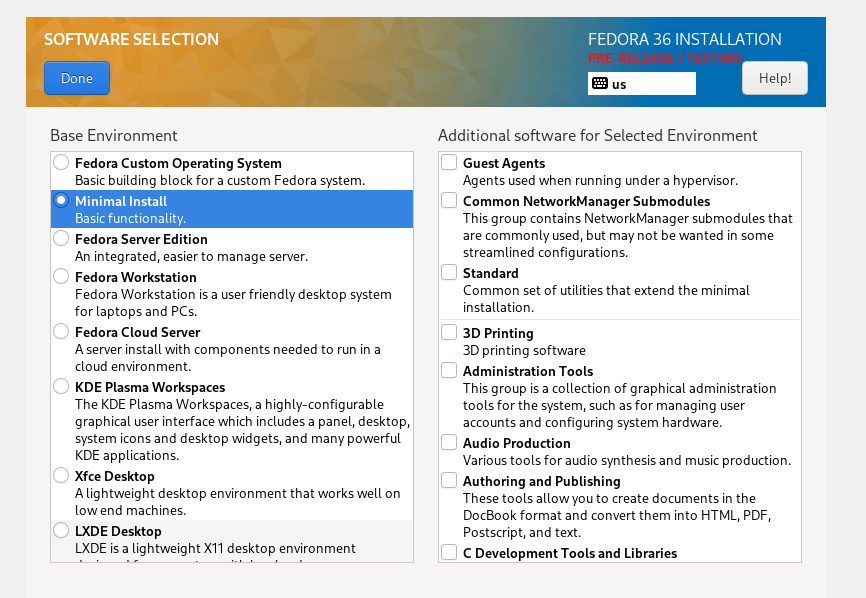 SOFTWARE SELECTION
FEDORA 36 INSTALLATION
PRE-RELEASE / TESTING
Done
us
Help!
Base Environment
Fedora Custom Operating System
Basic building block for a custom Fedora system.
Minimal Install
Basic functionality.
Fedora Server Edition
An integrated, easier to manage server.
Fedora Workstation
Fedora Workstation is a user friendly desktop system
for laptops and PCs.
Fedora Cloud Server
A server install with components needed to run in a
cloud environment.
KDE Plasma Workspaces
The KDE Plasma Workspaces, a highly-configurable
graphical user interface which includes a panel, desktop,
system icons and desktop widgets, and many powerful
KDE applications.
Xfce Desktop
A lightweight desktop environment that works well on
low end machines.
LXDE Desktop
LXDE is a lightweight X11 desktop environment
Additional software for Selected Environment
Guest Agents
Agents used when running under a hypervisor.
Common NetworkManager Submodules
This group contains NetworkManager submodules that
are commonly used, but may not be wanted in some
streamlined configurations.
Standard
Common set of utilities that extend the minimal
installation.
3D Printing
3D printing software
Administration Tools
This group is a collection of graphical administration
tools for the system, such as for managing user
accounts and configuring system hardware.
Audio Production
Various tools for audio synthesis and music production.
Authoring and Publishing
These tools allow you to create documents in the
DocBook format and convert them into HTML, PDF,
Postscript, and text.
C Development Tools and Libraries